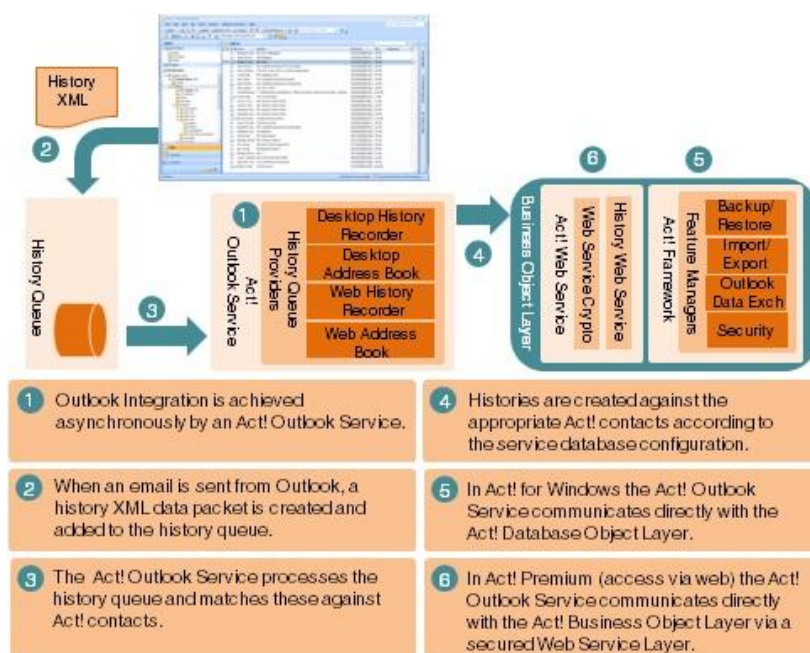 History
XML
2
History Queue
3
1
Act!
Outlook Service
History Queue
Providers
Desktop History
Recorder
Desktop
Address Book
Web History
Recorder
Web Address
Book
4
Business Object Layer
6
Act! Web Service
Web Service Crypto
History Web Service
5
Act! Framework
Feature Managers
Backup/
Restore
Import/
Export
Outlook
Data Exch
Security
1 Outlook Integration is achieved
asynchronously by an Act! Outlook Service.
2 When an email is sent from Outlook, a
history XML data packet is created and
added to the history queue.
3 The Act! Outlook Service processes the
history queue and matches these against
Act! contacts.
4 Histories are created against the
appropriate Act! contacts according to
the service database configuration.
5 In Act! for Windows the Act! Outlook
Service communicates directly with the
Act! Database Object Layer.
6 In Act! Premium (access via web) the Act!
Outlook Service communicates directly
with the Act! Business Object Layer via a
secured Web Service Layer.